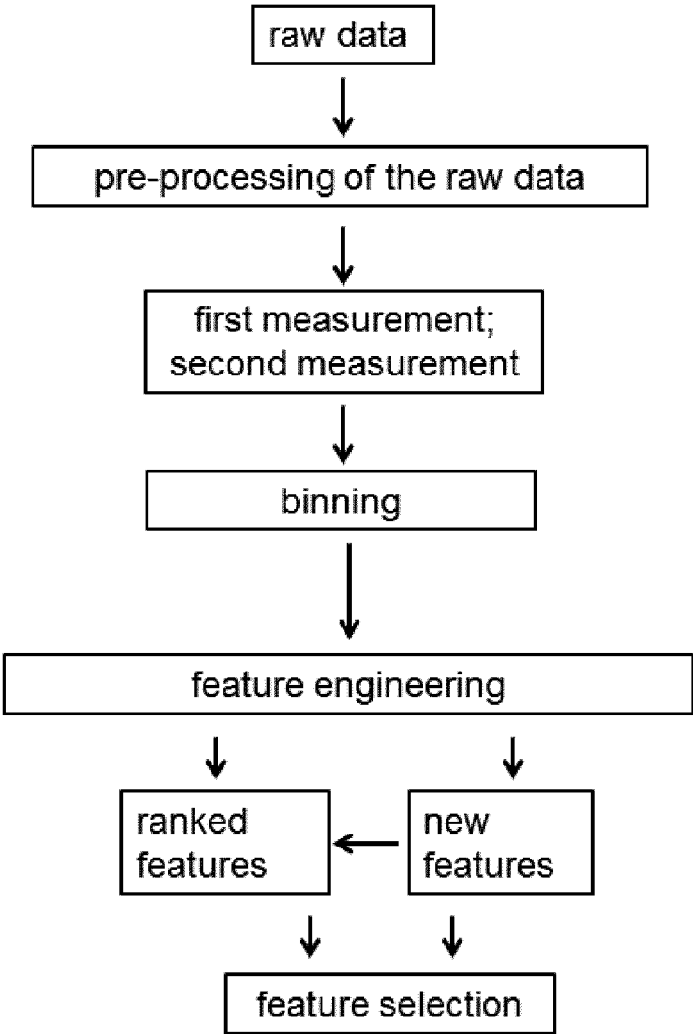 raw data
pre-processing of the raw data
first measurement;
second measurement
binning
feature engineering
ranked
features
new
features
feature selection